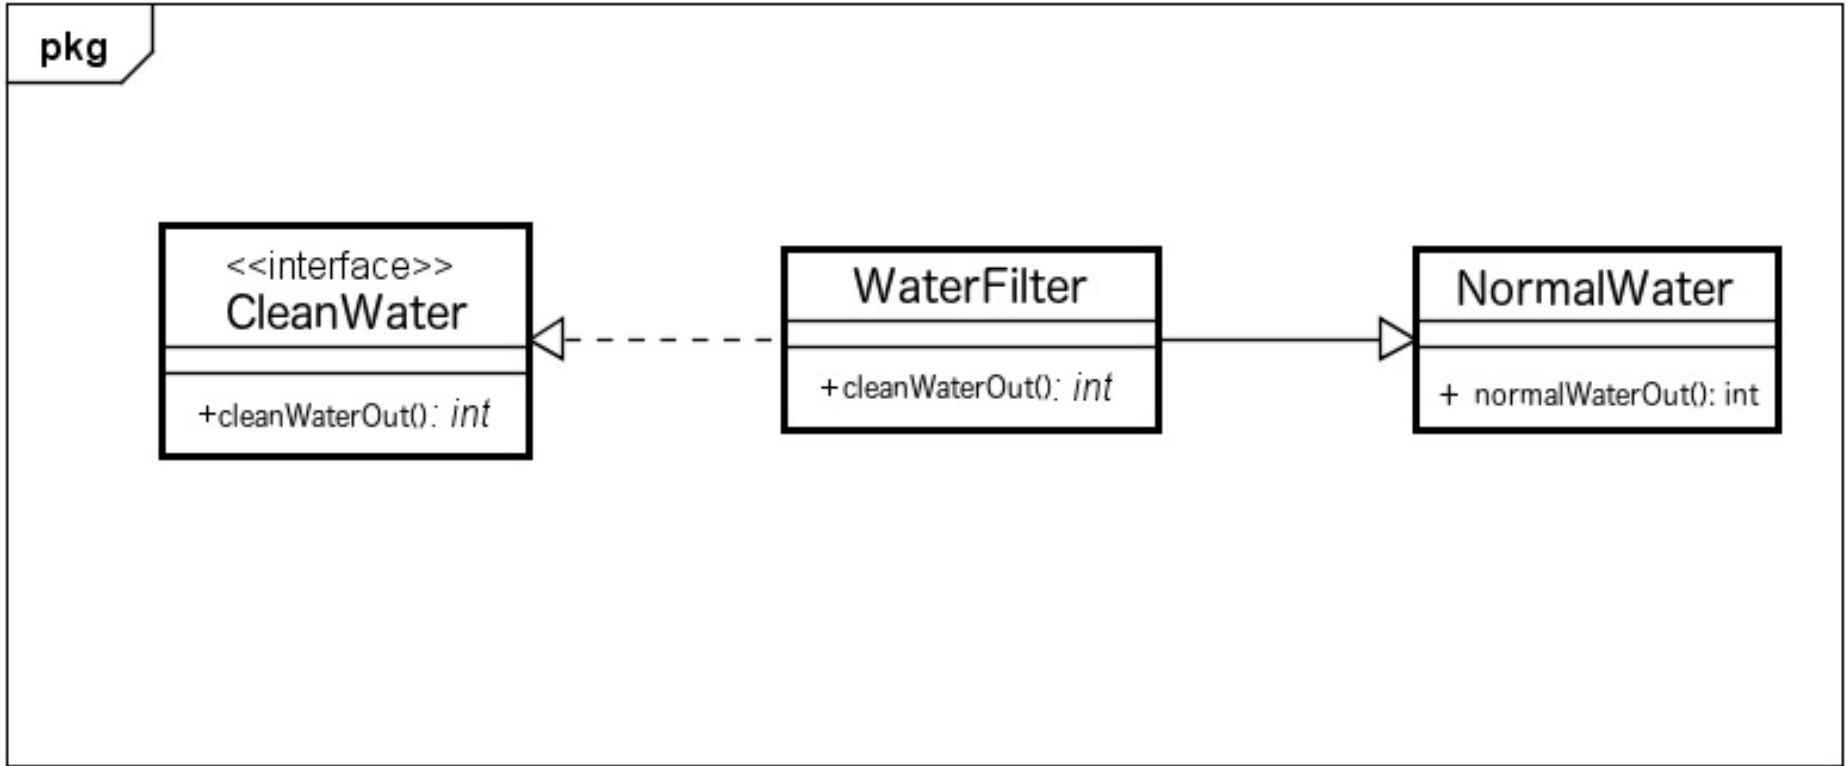 pkg
<<interface>>
CleanWater
+cleanWaterOut(): int
WaterFilter
+cleanWaterOut(): int
NormalWater
+ normalWaterOut(): int